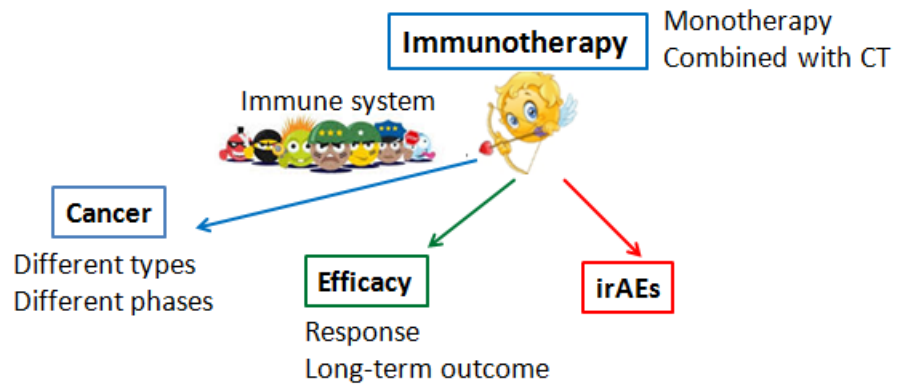 Immunotherapy
Monotherapy
Combined with CT
Immune system
Cancer
Different types
Different phases
Efficacy
Response
Long-term outcome
irAEs